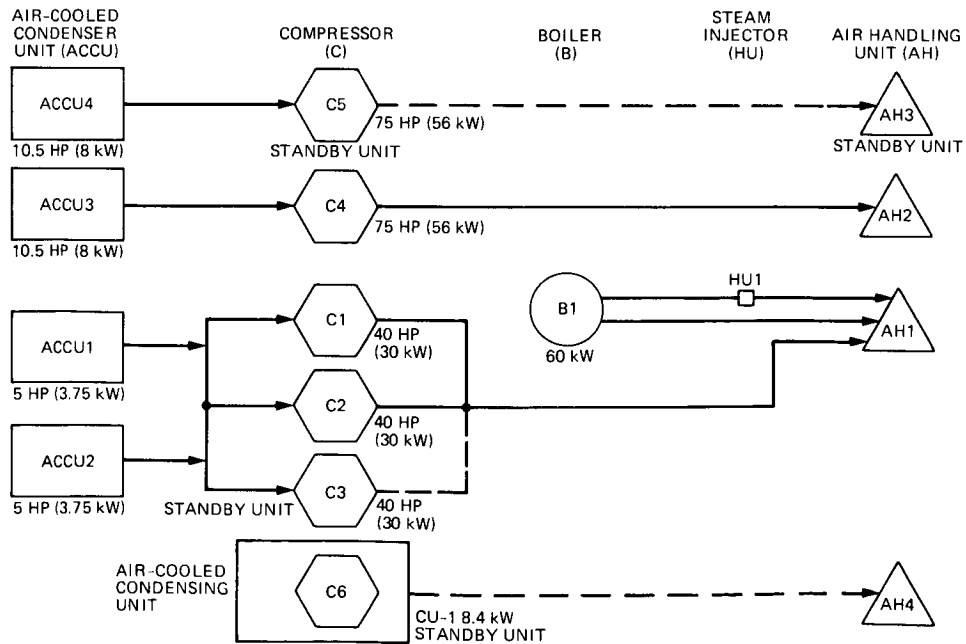 AIR-COOLED
CONDENSER
UNIT (ACCU)
COMPRESSOR
(C)
BOILER
(B)
STEAM
INJECTOR
(HU)
AIR HANDLING
UNIT (AH)
ACCU4
10.5 HP (8 kW)
C5
75 HP (56 kW)
STANDBY UNIT
AH3
STANDBY UNIT
ACCU3
10.5 HP (8 kW)
C4
75 HP (56 kW)
AH2
ACCU1
5 HP (3.75 kW)
C1
40 HP
(30 kW)
B1
60 kW
HU1
AH1
C2
40 HP
(30 kW)
ACCU2
5 HP (3.75 kW)
C3
STANDBY UNIT
40 HP
(30 kW)
AIR-COOLED
CONDENSING
UNIT
C6
CU-1 8.4 kW
STANDBY UNIT
AH4